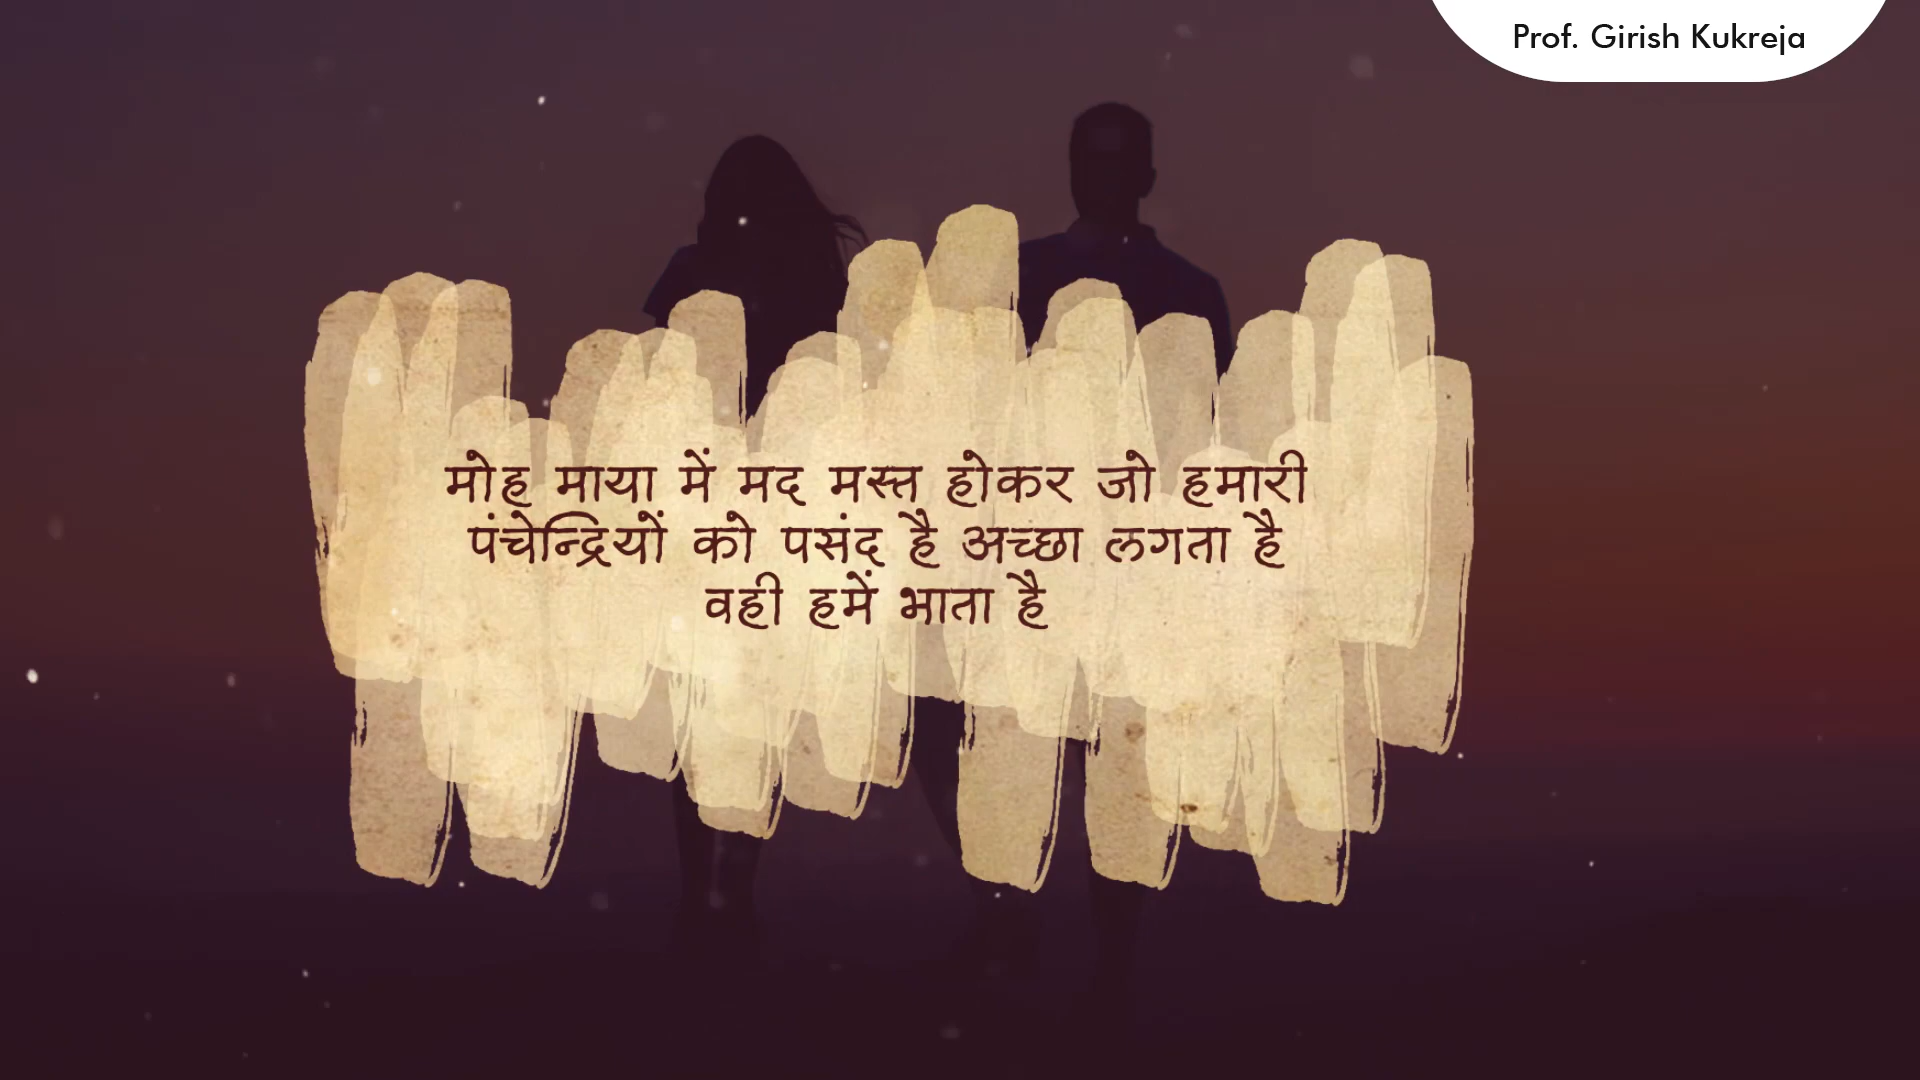 Prof. Girish Kukreja
मोह माया में मद मस्त होकर जो हमारी
पंचेन्द्रियों को पसंद है अच्छा लगता है
वही हमें भाता है